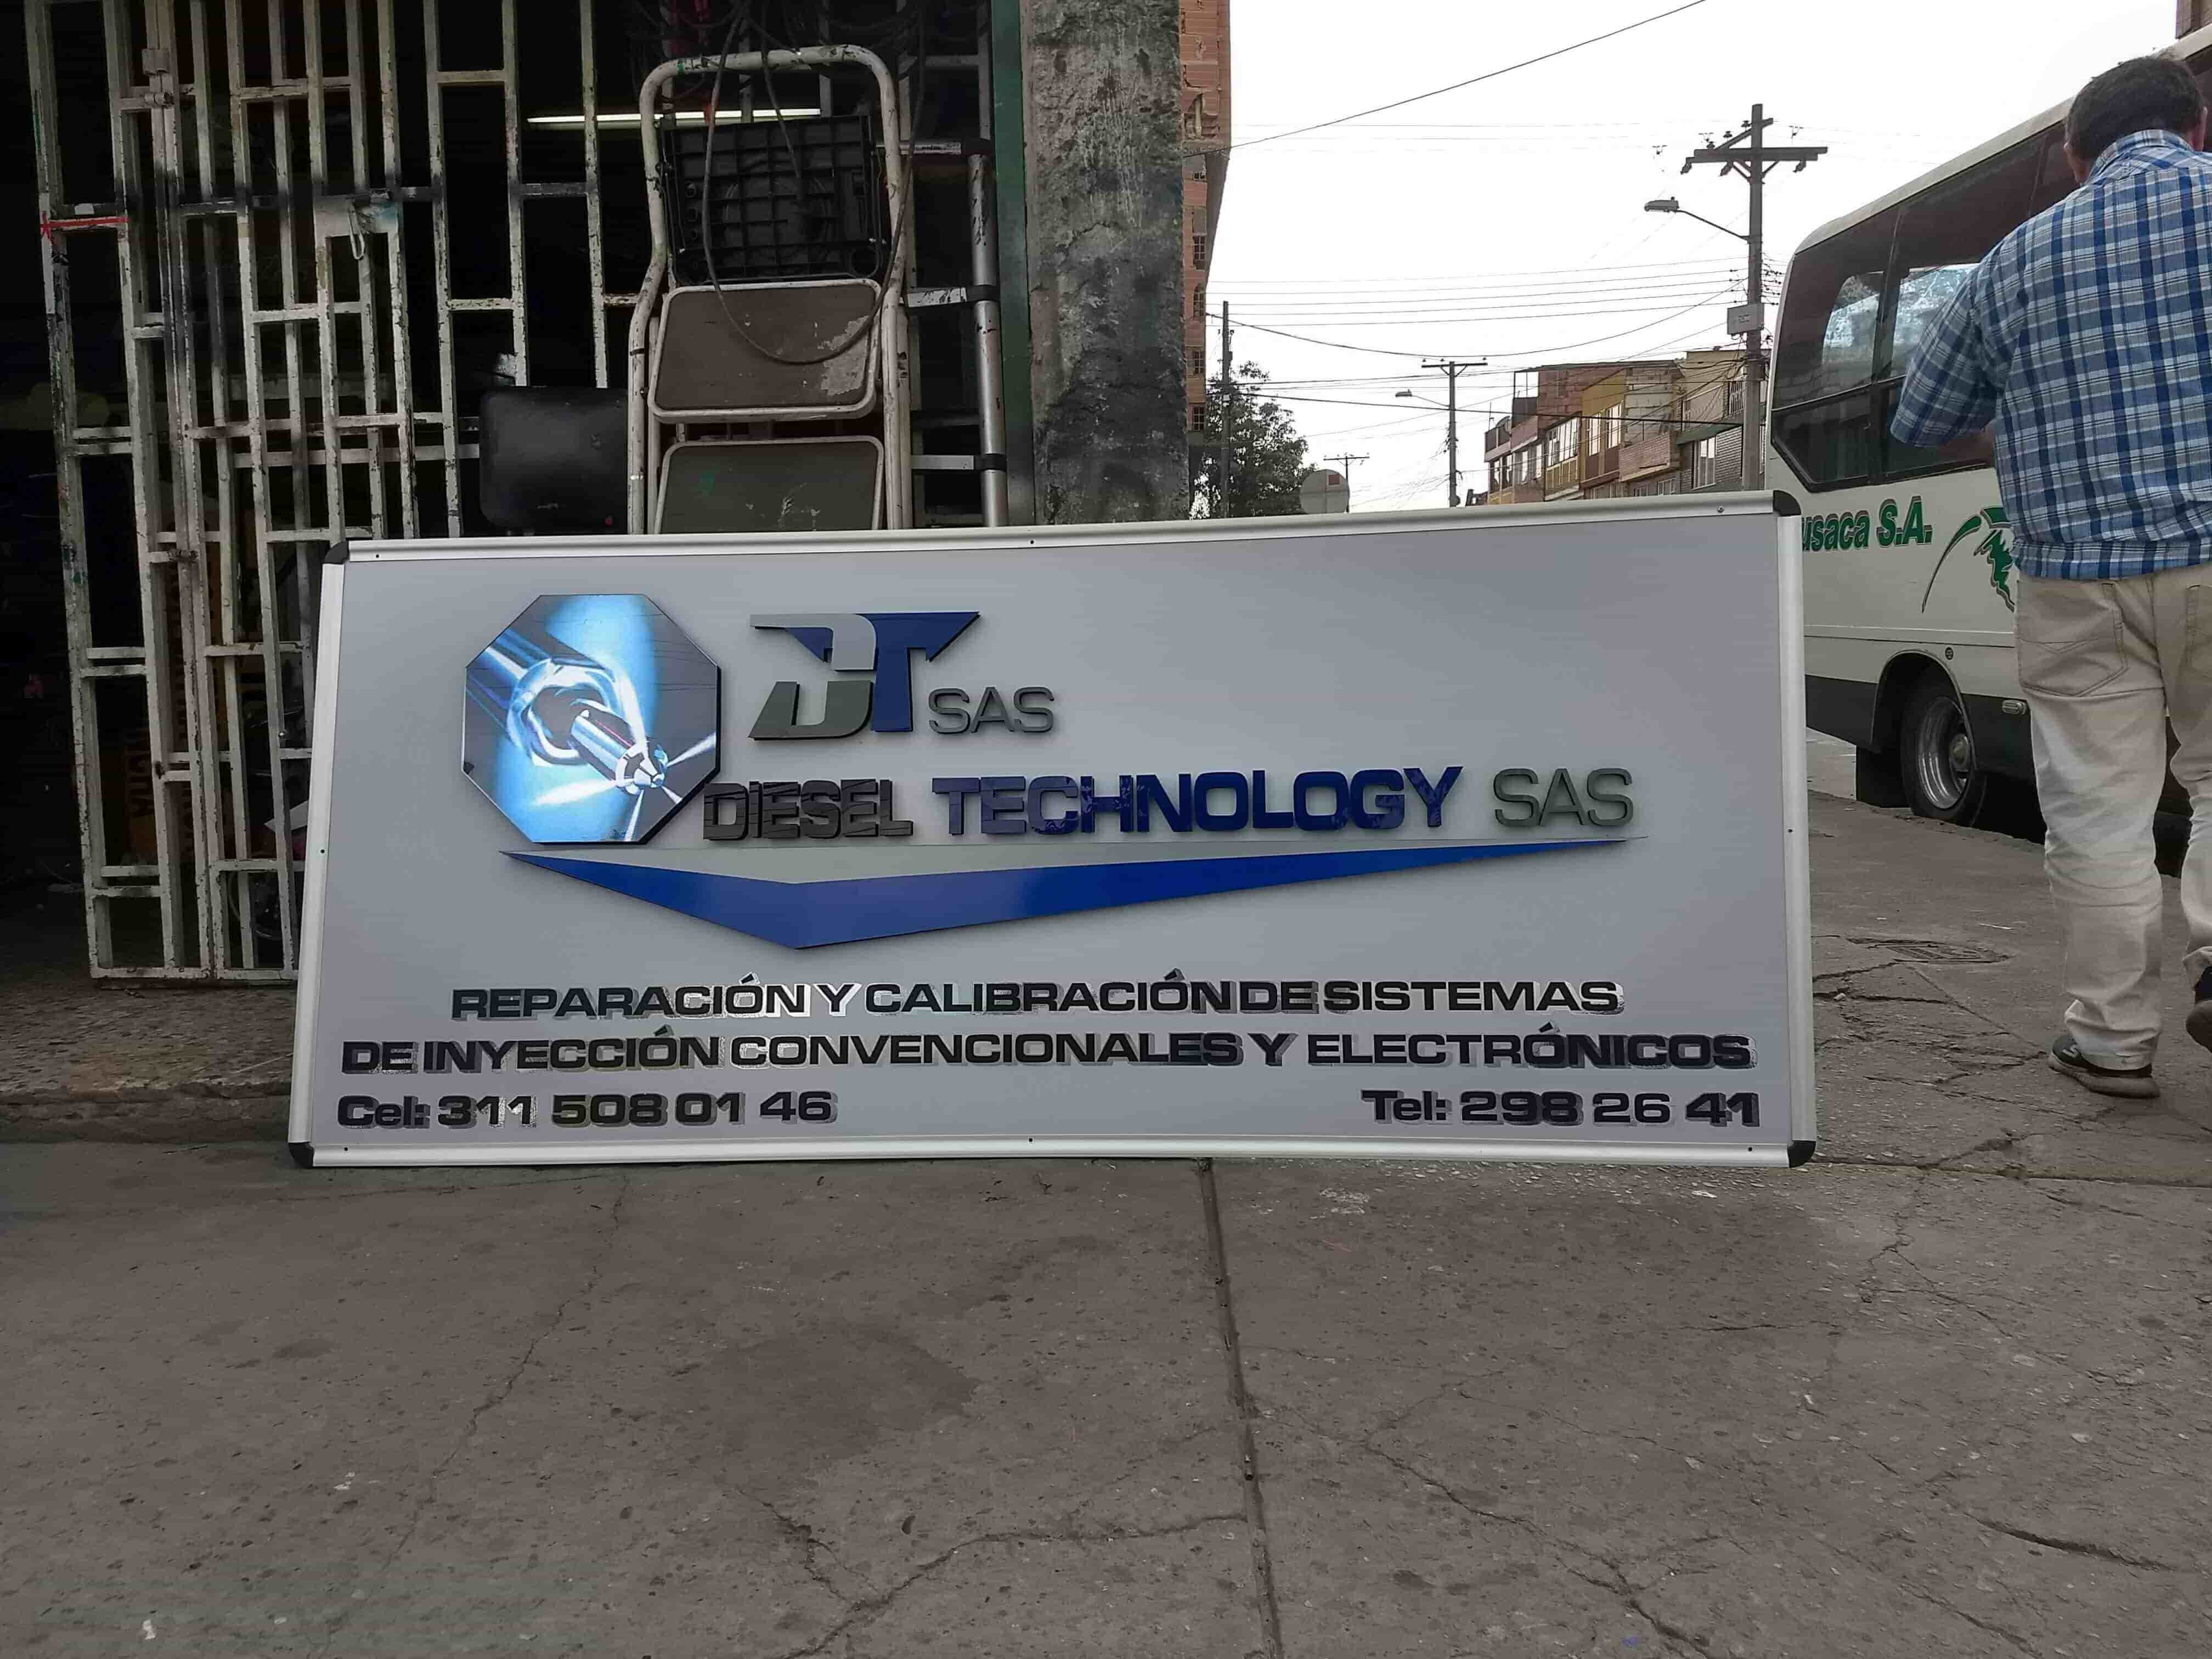 DT SAS
DIESEL TECHNOLOGY SAS
REPARACIÓN Y CALIBRACIÓN DE SISTEMAS
DE INYECCIÓN CONVENCIONALES Y ELECTRÓNICOS
Cel: 311 508 01 46 Tel: 298 26 41
S.A.